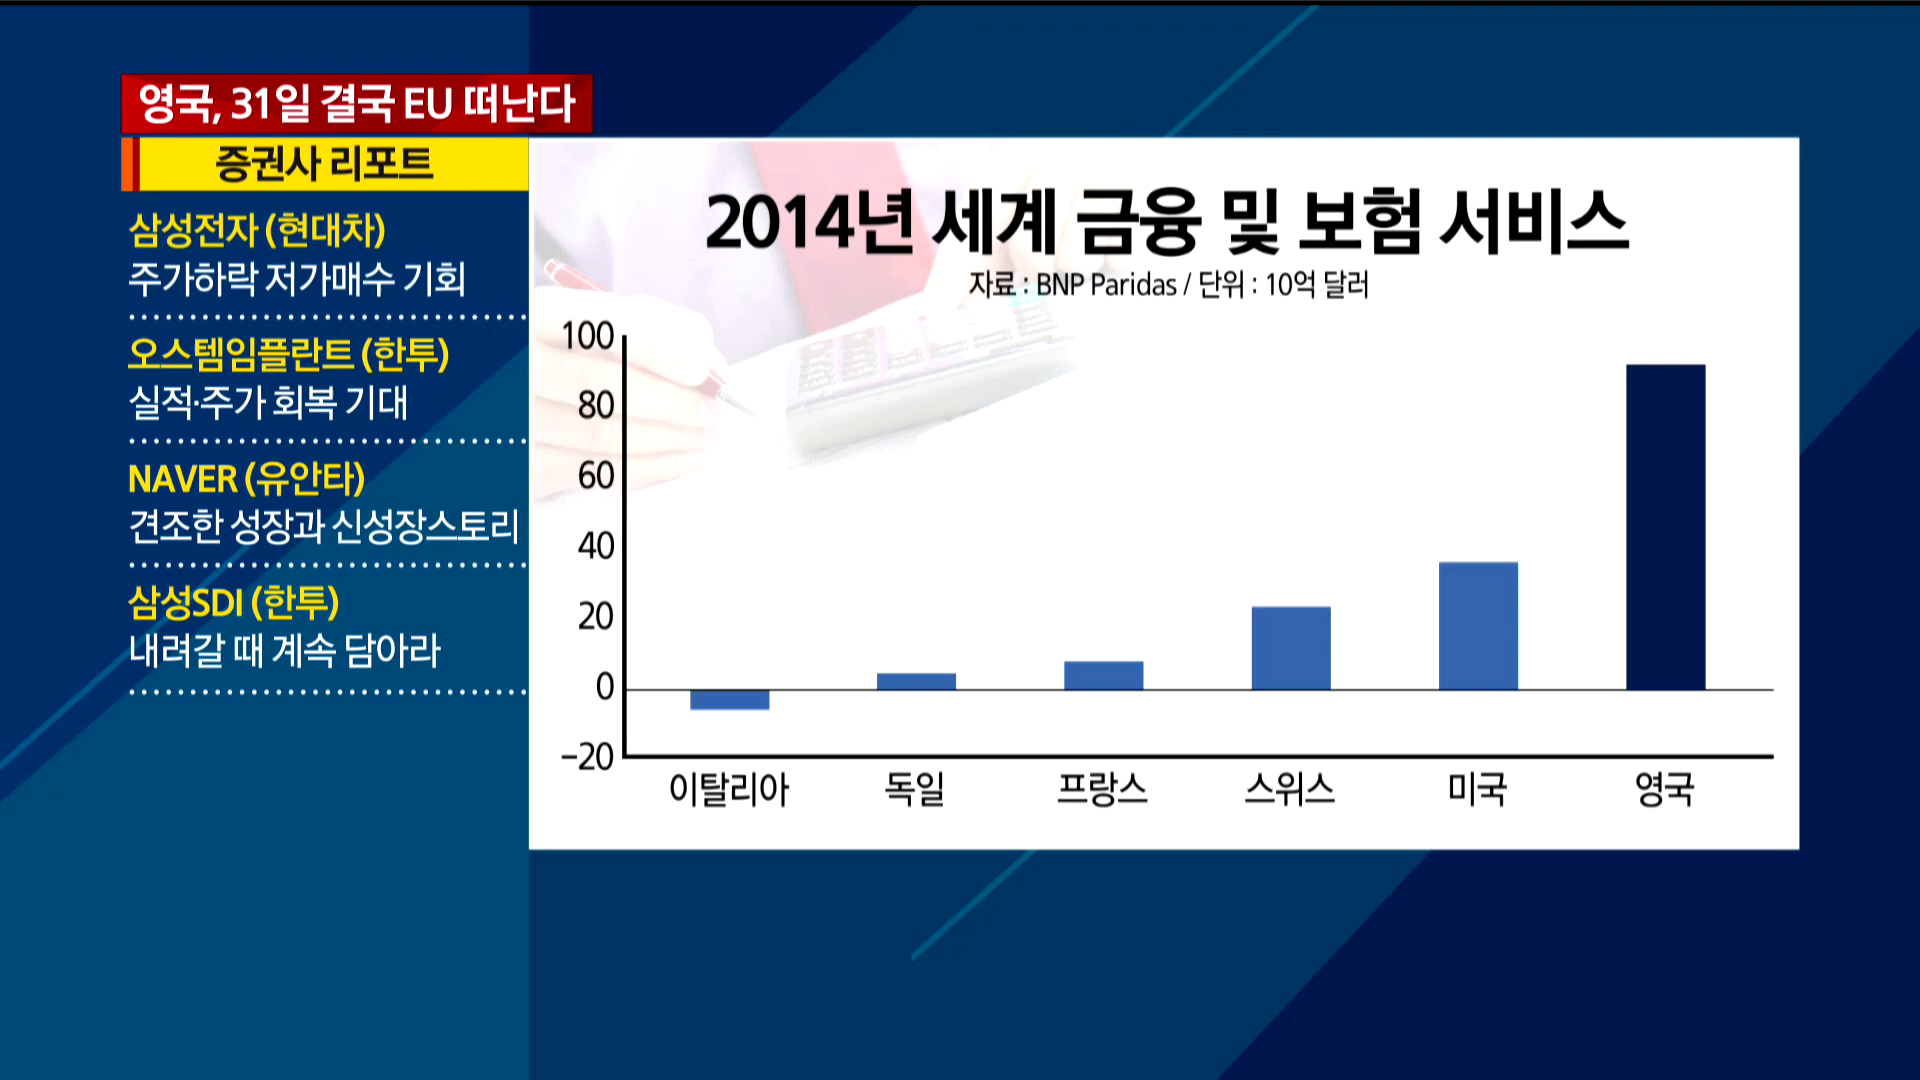 영국, 31일 결국 EU 떠난다
증권사 리포트
삼성전자 (현대차)
주가하락 저가매수 기회
오스템임플란트 (한투)
실적·주가 회복 기대
NAVER (유안타)
견조한 성장과 신성장스토리
삼성SDI (한투)
내려갈 때 계속 담아라
2014년 세계 금융 및 보험 서비스
자료 : BNP Paridas / 단위 : 10억 달러
100
80
60
40
20
0
-20
이탈리아 독일 프랑스 스위스 미국 영국